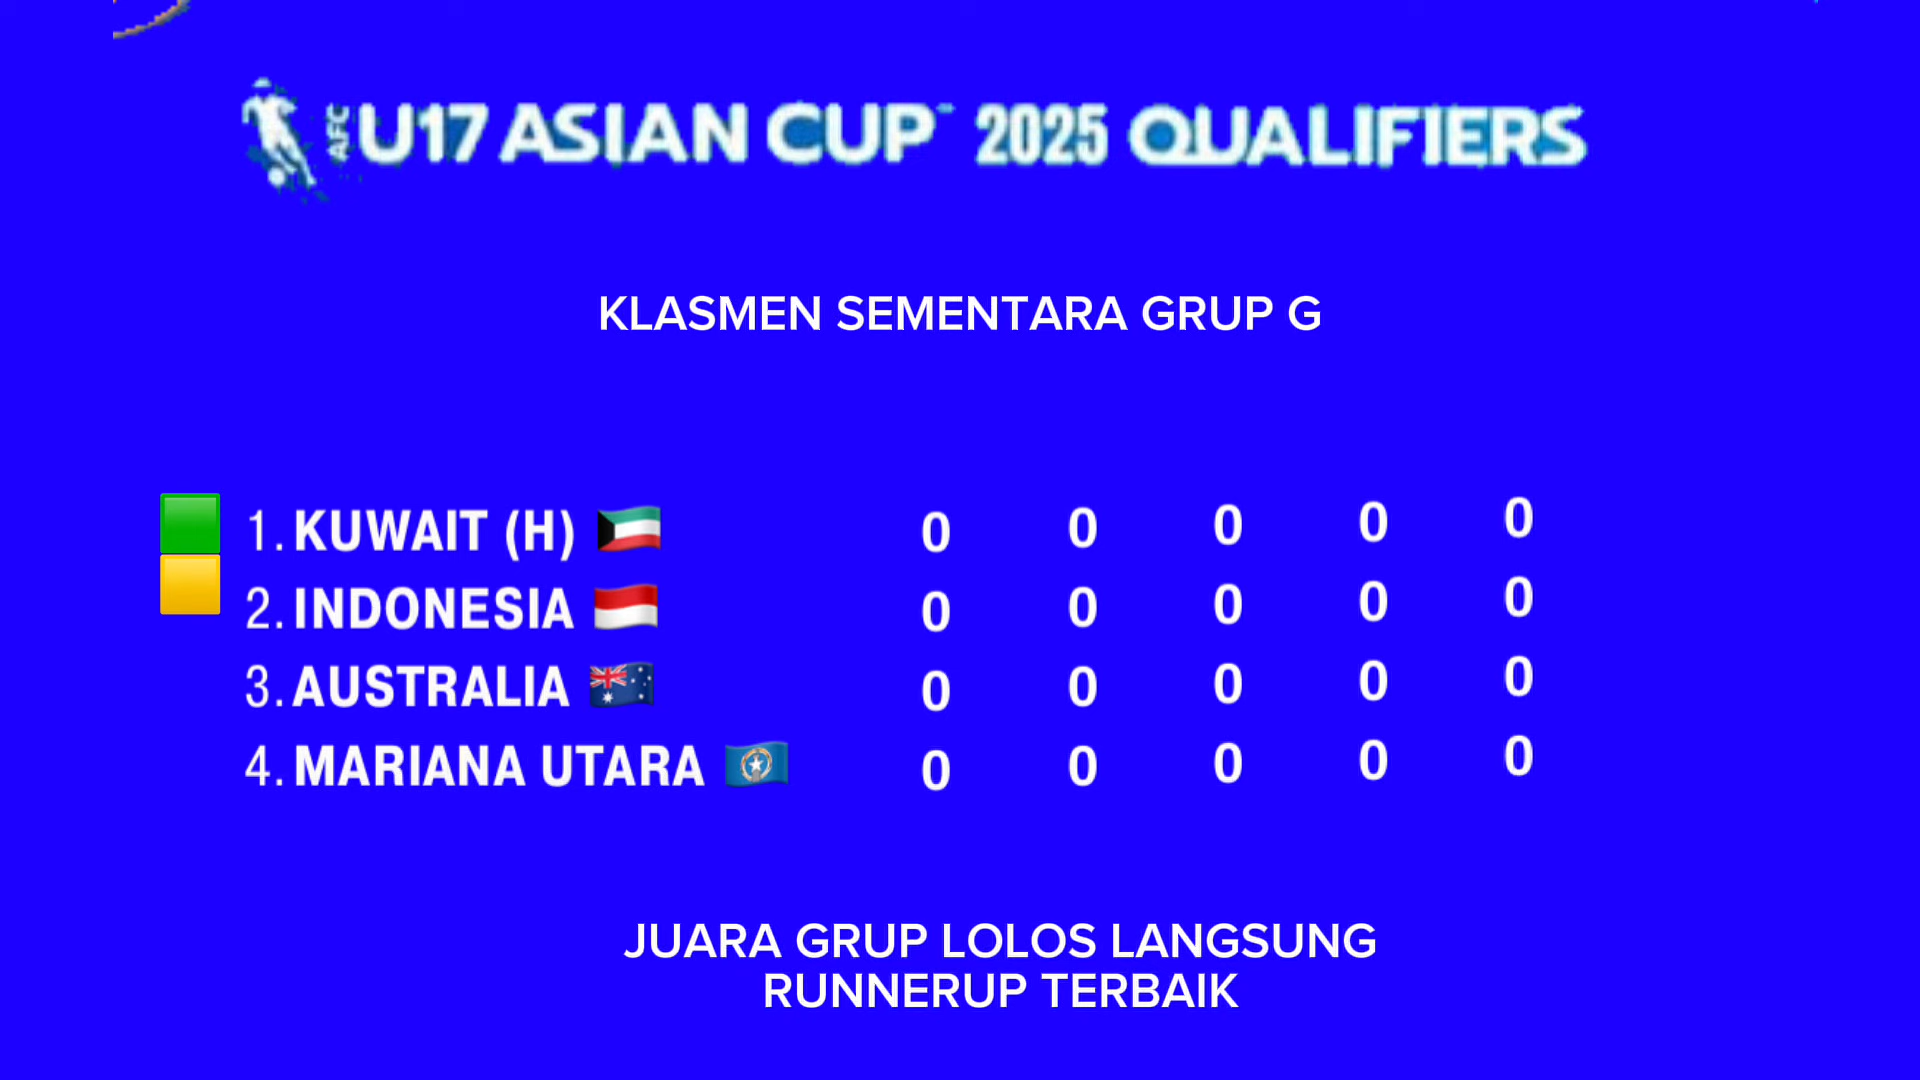 AFC U17 ASIAN CUP™ 2025 QUALIFIERS
KLASMEN SEMENTARA GRUP G
1. KUWAIT (H) 0 0 0 0 0
2. INDONESIA 0 0 0 0 0
3. AUSTRALIA 0 0 0 0 0
4. MARIANA UTARA 0 0 0 0 0
JUARA GRUP LOLOS LANGSUNG
RUNNERUP TERBAIK